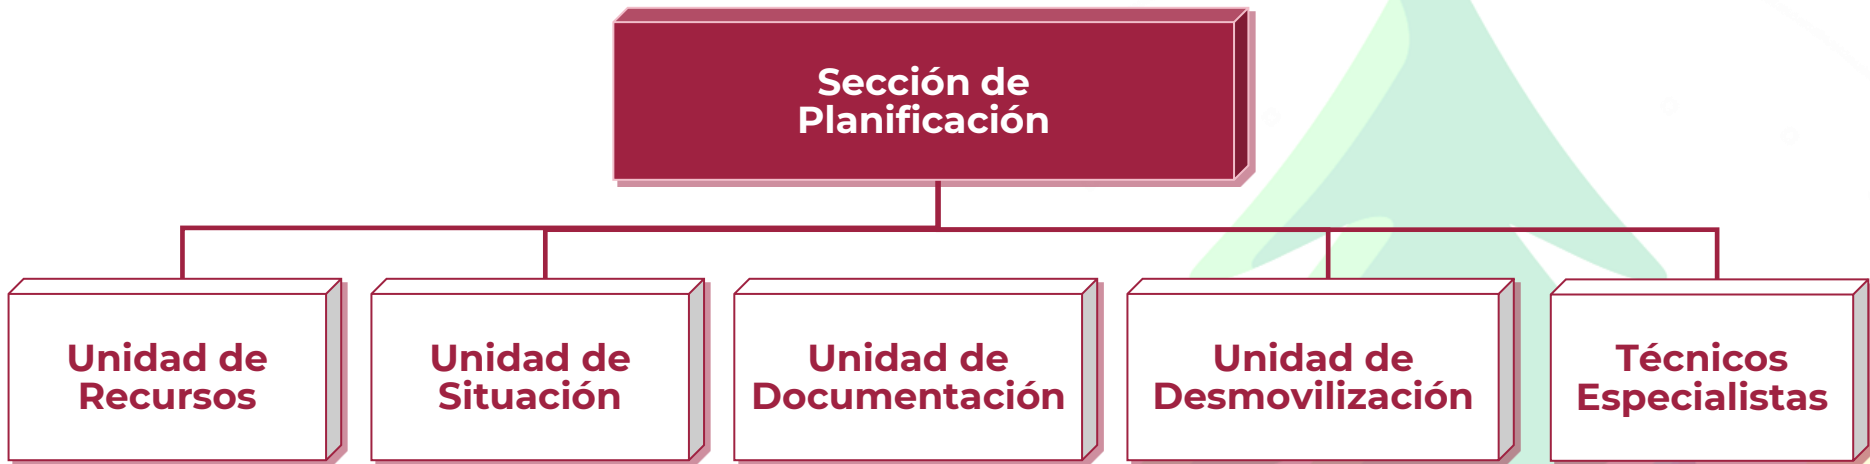 Sección de
Planificación
Unidad de
Recursos
Unidad de
Situación
Unidad de
Documentación
Unidad de
Desmovilización
Técnicos
Especialistas